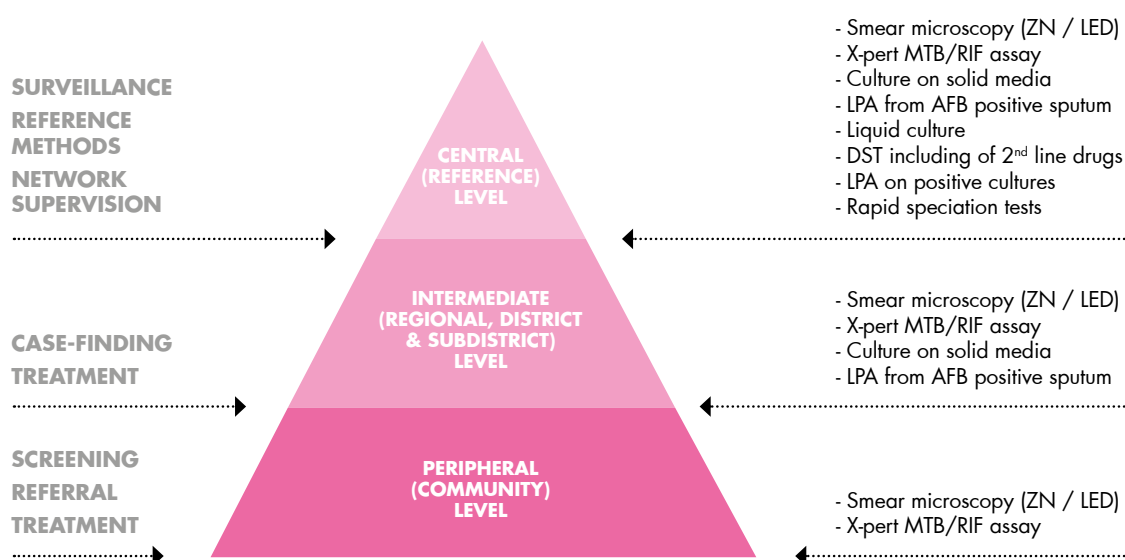 SURVEILLANCE
REFERENCE
METHODS
NETWORK
SUPERVISION
CENTRAL
(REFERENCE)
LEVEL
- Smear microscopy (ZN / LED)
- X-pert MTB/RIF assay
- Culture on solid media
- LPA from AFB positive sputum
- Liquid culture
- DST including of 2nd line drugs
- LPA on positive cultures
- Rapid speciation tests
CASE-FINDING
TREATMENT
INTERMEDIATE
(REGIONAL, DISTRICT
& SUBDISTRICT)
LEVEL
- Smear microscopy (ZN / LED)
- X-pert MTB/RIF assay
- Culture on solid media
- LPA from AFB positive sputum
SCREENING
REFERRAL
TREATMENT
PERIPHERAL
(COMMUNITY)
LEVEL
- Smear microscopy (ZN / LED)
- X-pert MTB/RIF assay